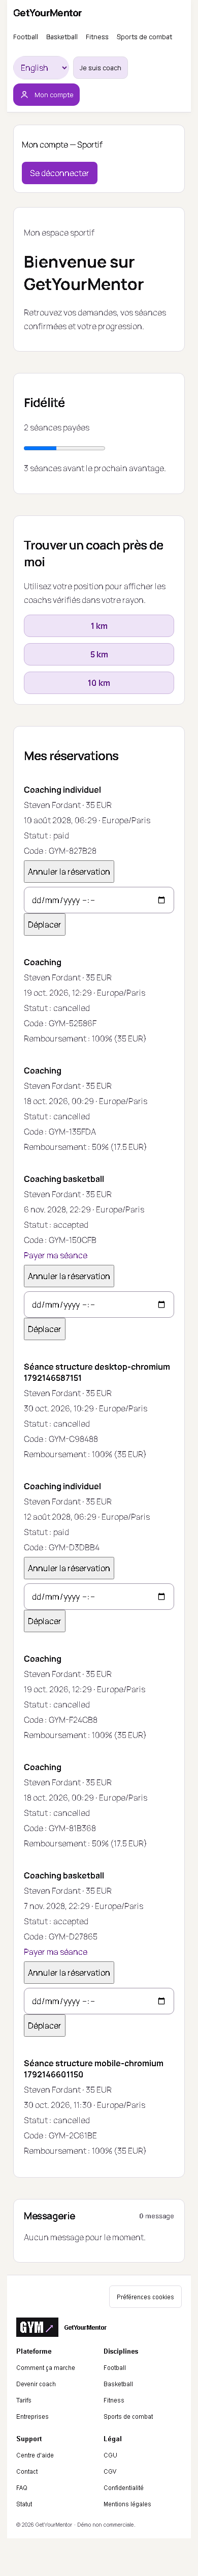 GetYourMentor
Football Basketball Fitness Sports de combat
English
Je suis coach
Mon compte
Mon compte — Sportif
Se déconnecter
Mon espace sportif
Bienvenue sur
GetYourMentor
Retrouvez vos demandes, vos séances
confirmées et votre progression.
Fidélité
2 séances payées
3 séances avant le prochain avantage.
Trouver un coach près de
moi
Utilisez votre position pour afficher les
coachs vérifiés dans votre rayon.
1 km
5 km
10 km
Mes réservations
Coaching individuel
Steven Fordant · 35 EUR
10 août 2028, 06:29 · Europe/Paris
Statut : paid
Code : GYM-827B28
Annuler la réservation
dd/mm/yyyy --:--
Déplacer
Coaching
Steven Fordant · 35 EUR
19 oct. 2026, 12:29 · Europe/Paris
Statut : cancelled
Code : GYM-52586F
Remboursement : 100% (35 EUR)
Coaching
Steven Fordant · 35 EUR
18 oct. 2026, 00:29 · Europe/Paris
Statut : cancelled
Code : GYM-135FDA
Remboursement : 50% (17.5 EUR)
Coaching basketball
Steven Fordant · 35 EUR
6 nov. 2028, 22:29 · Europe/Paris
Statut : accepted
Code : GYM-150CFB
Payer ma séance
Annuler la réservation
dd/mm/yyyy --:--
Déplacer
Séance structure desktop-chromium
1792146587151
Steven Fordant · 35 EUR
30 oct. 2026, 10:29 · Europe/Paris
Statut : cancelled
Code : GYM-C98488
Remboursement : 100% (35 EUR)
Coaching individuel
Steven Fordant · 35 EUR
12 août 2028, 06:29 · Europe/Paris
Statut : paid
Code : GYM-D3DBB4
Annuler la réservation
dd/mm/yyyy --:--
Déplacer
Coaching
Steven Fordant · 35 EUR
19 oct. 2026, 12:29 · Europe/Paris
Statut : cancelled
Code : GYM-F24CB8
Remboursement : 100% (35 EUR)
Coaching
Steven Fordant · 35 EUR
18 oct. 2026, 00:29 · Europe/Paris
Statut : cancelled
Code : GYM-81B368
Remboursement : 50% (17.5 EUR)
Coaching basketball
Steven Fordant · 35 EUR
7 nov. 2028, 22:29 · Europe/Paris
Statut : accepted
Code : GYM-D27865
Payer ma séance
Annuler la réservation
dd/mm/yyyy --:--
Déplacer
Séance structure mobile-chromium
1792146601150
Steven Fordant · 35 EUR
30 oct. 2026, 11:30 · Europe/Paris
Statut : cancelled
Code : GYM-2C61BE
Remboursement : 100% (35 EUR)
Messagerie
0 message
Aucun message pour le moment.
Préférences cookies
GYM GetYourMentor
Plateforme
Comment ça marche
Devenir coach
Tarifs
Entreprises
Disciplines
Football
Basketball
Fitness
Sports de combat
Support
Centre d'aide
Contact
FAQ
Statut
Légal
CGU
CGV
Confidentialité
Mentions légales
© 2026 GetYourMentor · Démo non commerciale.